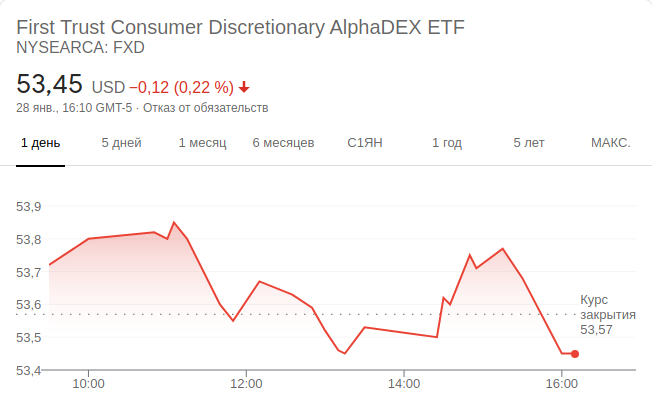 First Trust Consumer Discretionary AlphaDEX ETF
NYSEARCA: FXD
53,45 USD −0,12 (0,22 %)
28 янв., 16:10 GMT-5 · Отказ от обязательств
1 день 5 дней 1 месяц 6 месяцев С1ЯН 1 год 5 лет МАКС.
53,9
53,8
53,7
53,6
53,5
53,4
Курс
закрытия
53,57
10:00 12:00 14:00 16:00